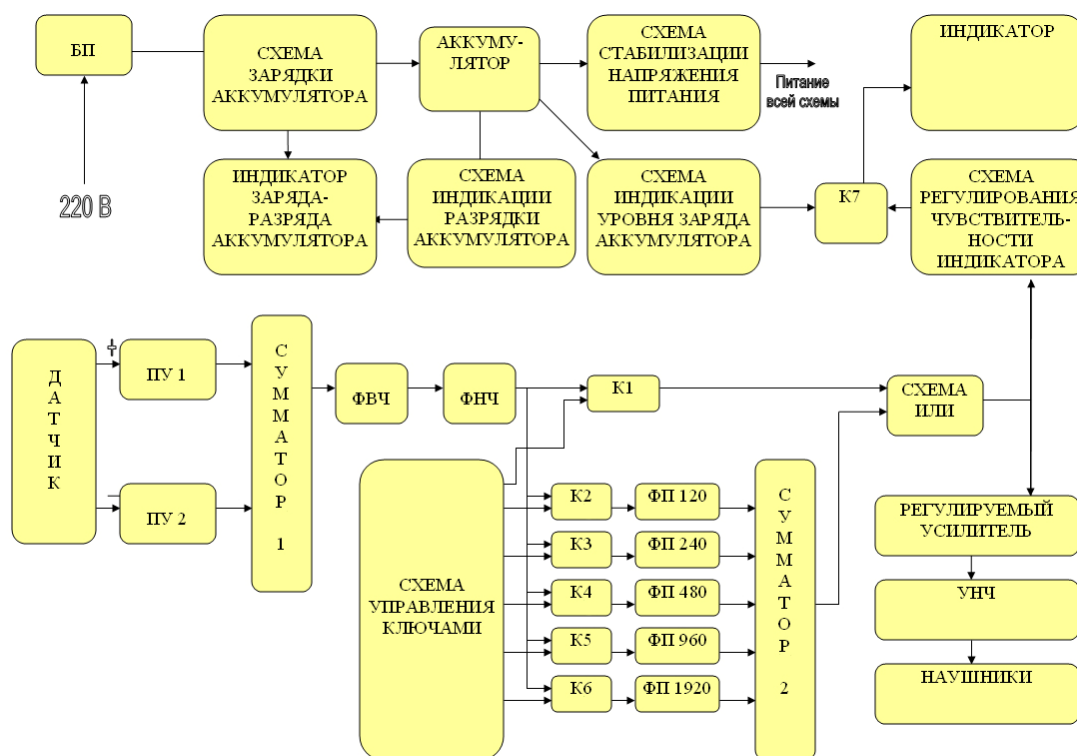 БП
СХЕМА
ЗАРЯДКИ
АККУМУЛЯТОРА
АККУМУ-
ЛЯТОР
СХЕМА
СТАБИЛИЗАЦИИ
НАПРЯЖЕНИЯ
ПИТАНИЯ
Питание
всей схемы
ИНДИКАТОР
220 В
ИНДИКАТОР
ЗАРЯДА-
РАЗРЯДА
АККУМУЛЯТОРА
СХЕМА
ИНДИКАЦИИ
РАЗРЯДКИ
АККУМУЛЯТОРА
СХЕМА
ИНДИКАЦИИ
УРОВНЯ ЗАРЯДА
АККУМУЛЯТОРА
К7
СХЕМА
РЕГУЛИРОВАНИЯ
ЧУВСТВИТЕЛЬ-
НОСТИ
ИНДИКАТОРА
ДАТЧИК
+
ПУ 1
ПУ 2
СУММАТОР 1
ФВЧ
ФНЧ
К1
СХЕМА
ИЛИ
СХЕМА
УПРАВЛЕНИЯ
КЛЮЧАМИ
К2
ФП 120
К3
ФП 240
К4
ФП 480
К5
ФП 960
К6
ФП 1920
СУММАТОР 2
РЕГУЛИРУЕМЫЙ
УСИЛИТЕЛЬ
УНЧ
НАУШНИКИ